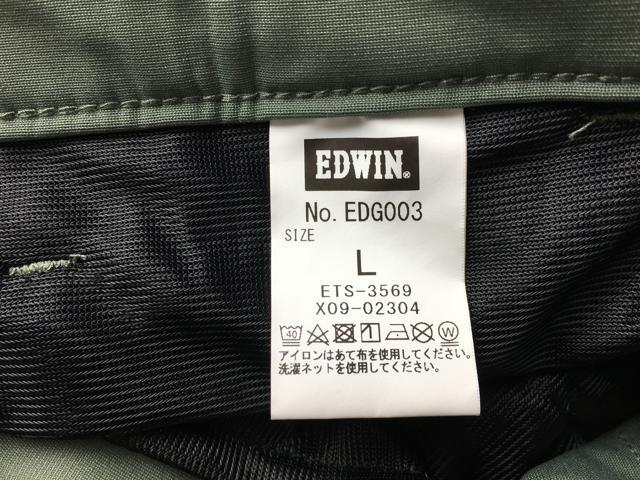 EDWIN®
No. EDG003
SIZE
L
ETS-3569
X09-02304
40 W
アイロンはあて布を使用してください。
洗濯ネットを使用してください。